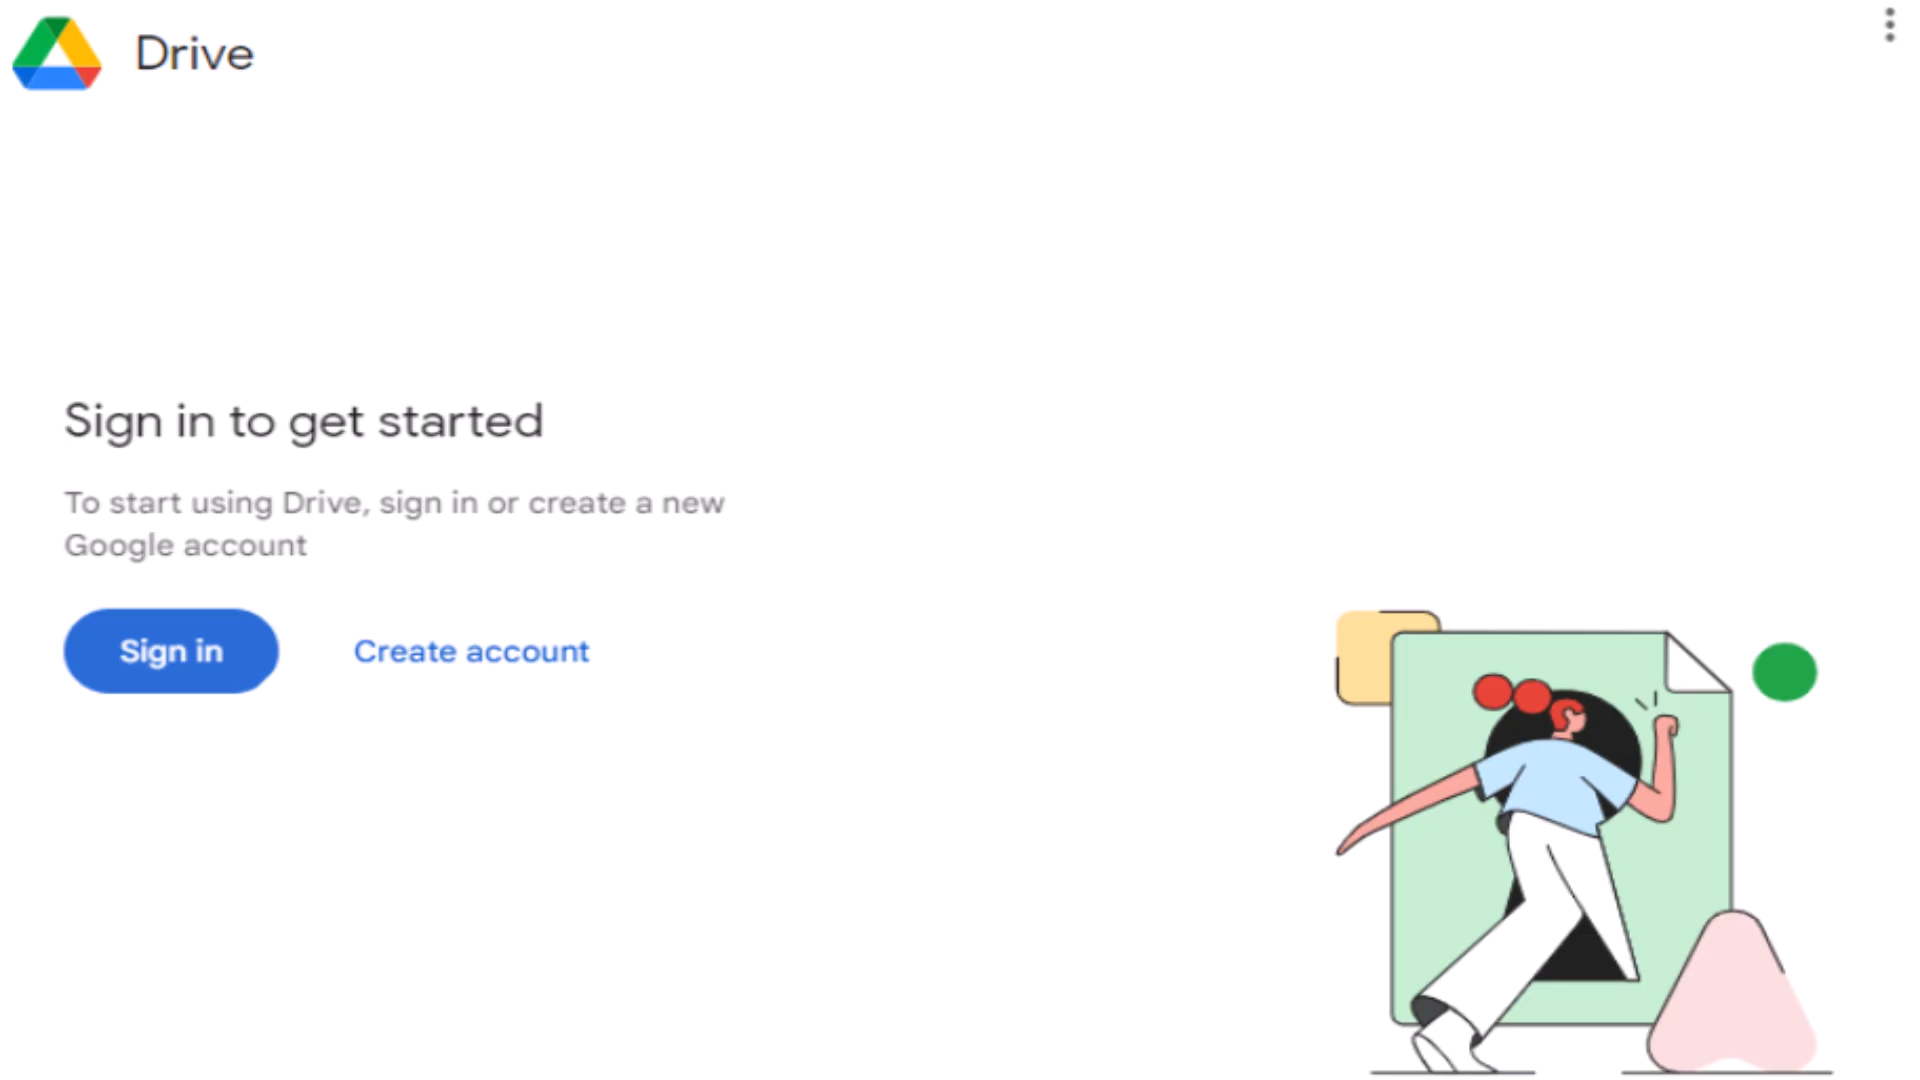 Drive
Sign in to get started
To start using Drive, sign in or create a new
Google account
Sign in
Create account